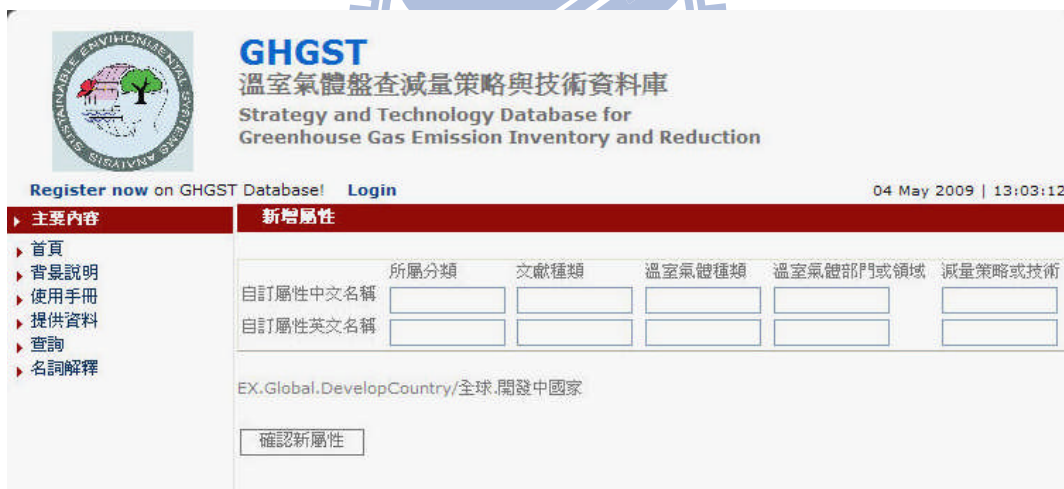 SUSTAINABLE ENVIRONMENTAL SYSTEMS ANALYSIS
GHGST
溫室氣體盤查減量策略與技術資料庫
Strategy and Technology Database for
Greenhouse Gas Emission Inventory and Reduction
Register now on GHGST Database! Login
04 May 2009 | 13:03:12
主要內容
新增屬性
首頁
背景說明
使用手冊
提供資料
查詢
名詞解釋
所屬分類 文獻種類 溫室氣體種類 溫室氣體部門或領域 減量策略或技術
自訂屬性中文名稱
自訂屬性英文名稱
EX.Global.DevelopCountry/全球.開發中國家
確認新屬性